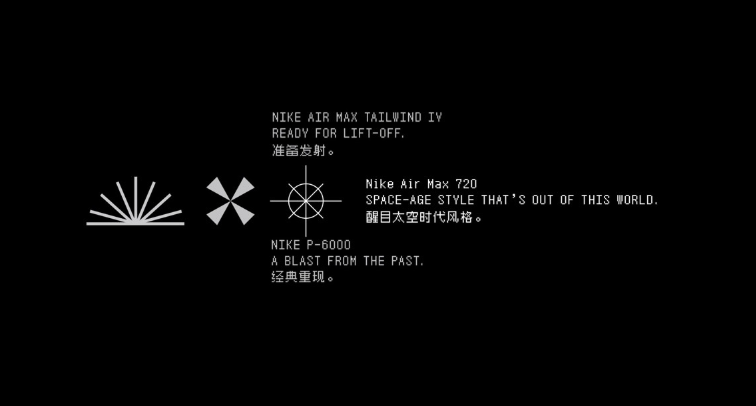 NIKE AIR MAX TAILWIND IV
READY FOR LIFT-OFF.
准备发射。
Nike Air Max 720
SPACE-AGE STYLE THAT'S OUT OF THIS WORLD.
醒目太空时代风格。
NIKE P-6000
A BLAST FROM THE PAST.
经典重现。